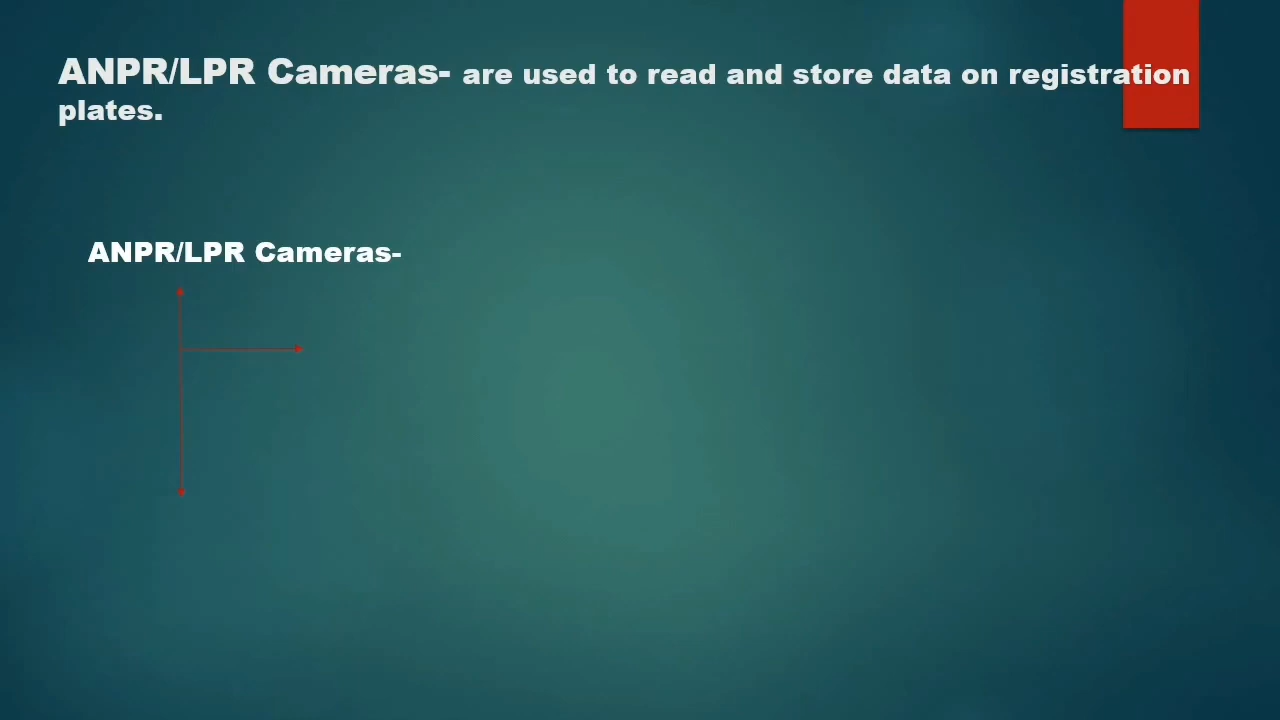 ANPR/LPR Cameras- are used to read and store data on registration
plates.
ANPR/LPR Cameras-